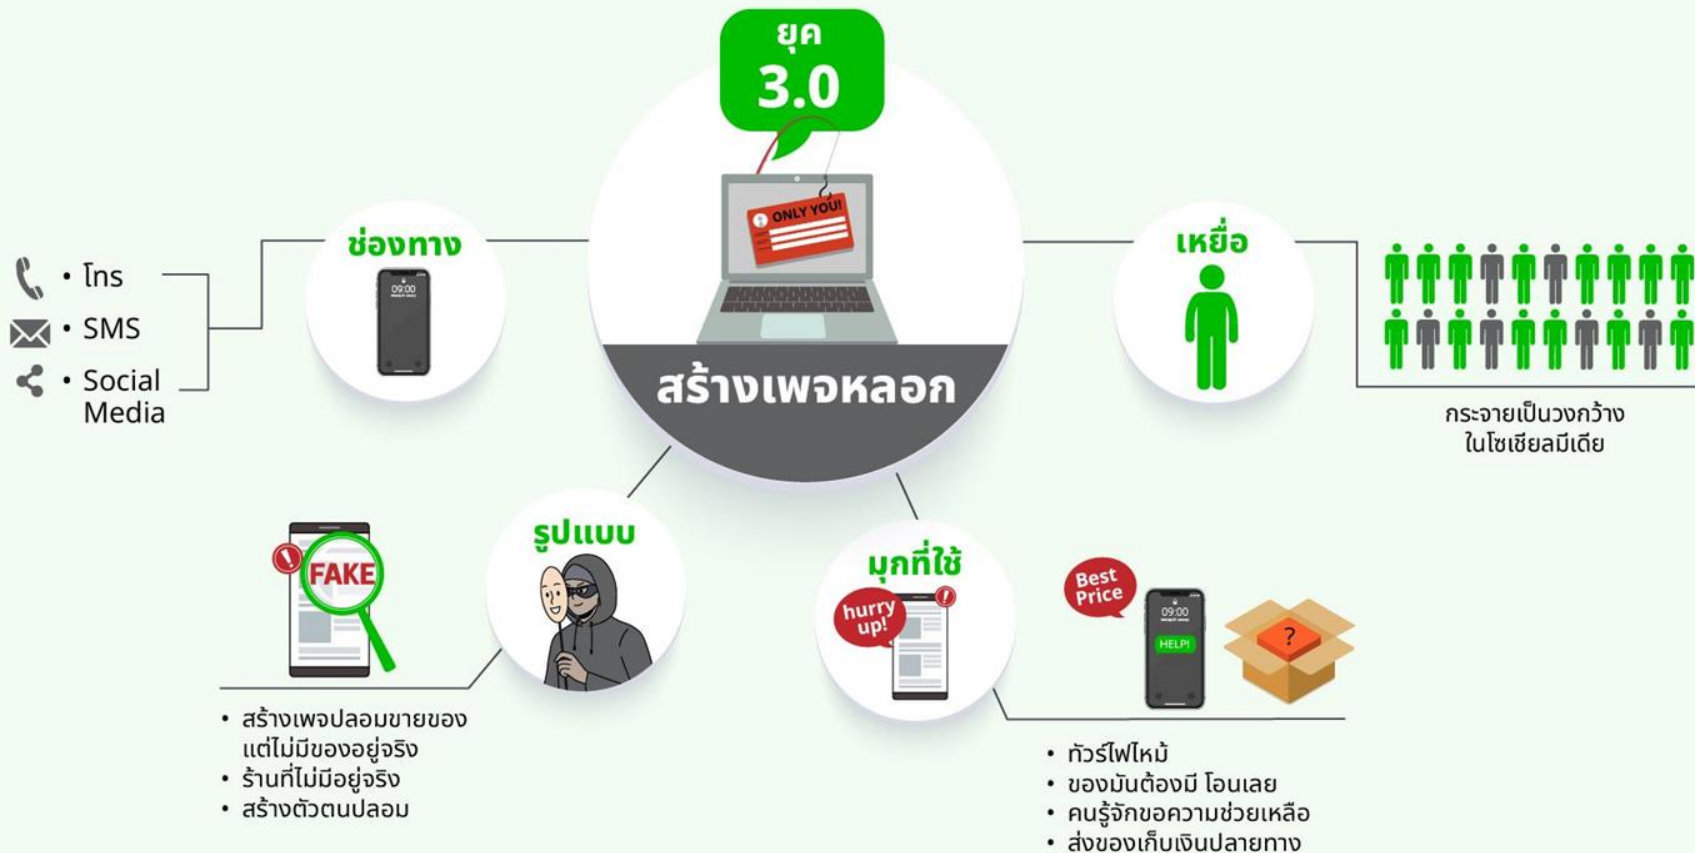 ยุค
3.0
ONLY YOU!
สร้างเพจหลอก
ช่องทาง
09:00
• โทร
• SMS
• Social
Media
เหยื่อ
กระจายเป็นวงกว้าง
ในโซเชียลมีเดีย
รูปแบบ
FAKE
!
• สร้างเพจปลอมขายของ
แต่ไม่มีของอยู่จริง
• ร้านที่ไม่มีอยู่จริง
• สร้างตัวตนปลอม
มุกที่ใช้
hurry
up!
!
Best
Price
09:00
HELP!
?
• ทัวร์ไฟไหม้
• ของมันต้องมี โอนเลย
• คนรู้จักขอความช่วยเหลือ
• ส่งของเก็บเงินปลายทาง